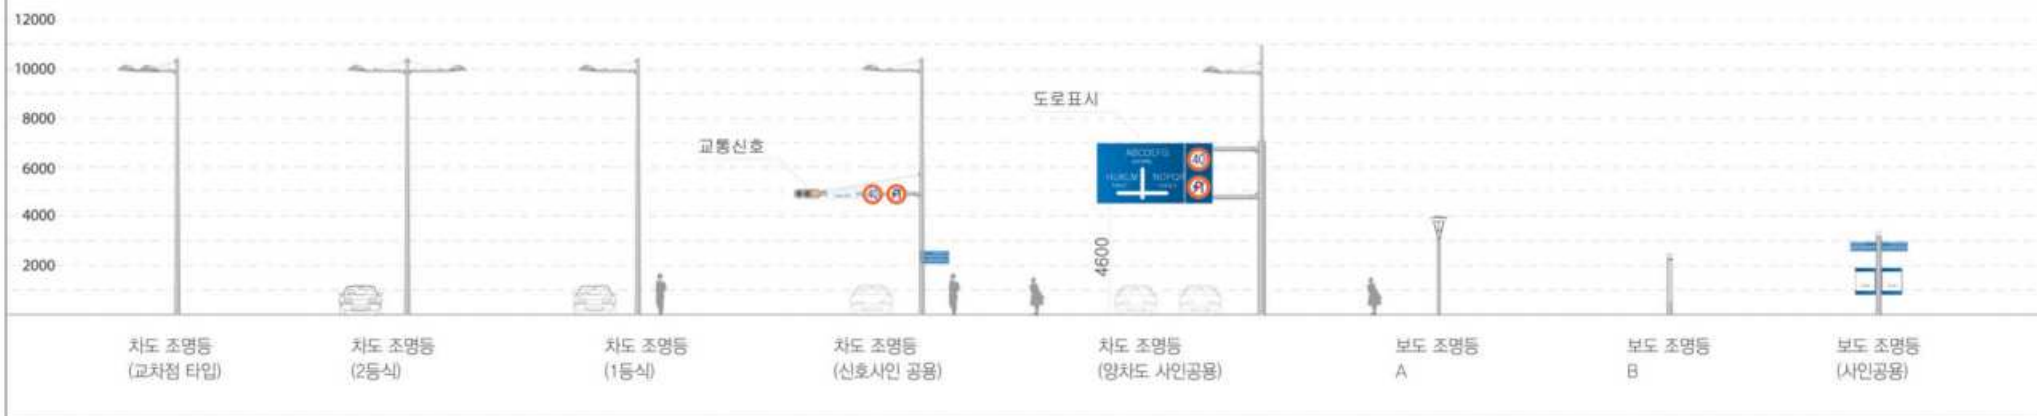 12000
10000
8000
6000
4000
2000
교통신호
도로표시
ABCDEFG
40
40
4600
차도 조명등
(교차점 타입)
차도 조명등
(2등식)
차도 조명등
(1등식)
차도 조명등
(신호사인 공용)
차도 조명등
(양차도 사인공용)
보도 조명등
A
보도 조명등
B
보도 조명등
(사인공용)